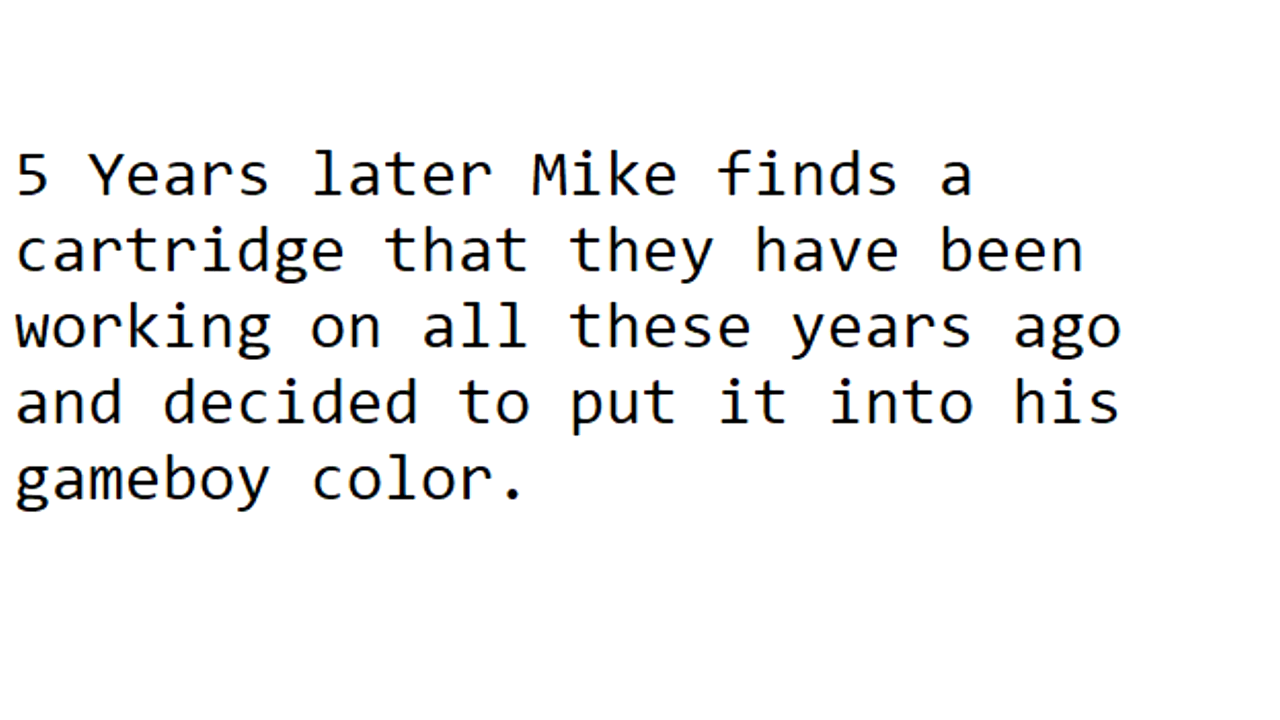 5 Years later Mike finds a
cartridge that they have been
working on all these years ago
and decided to put it into his
gameboy color.